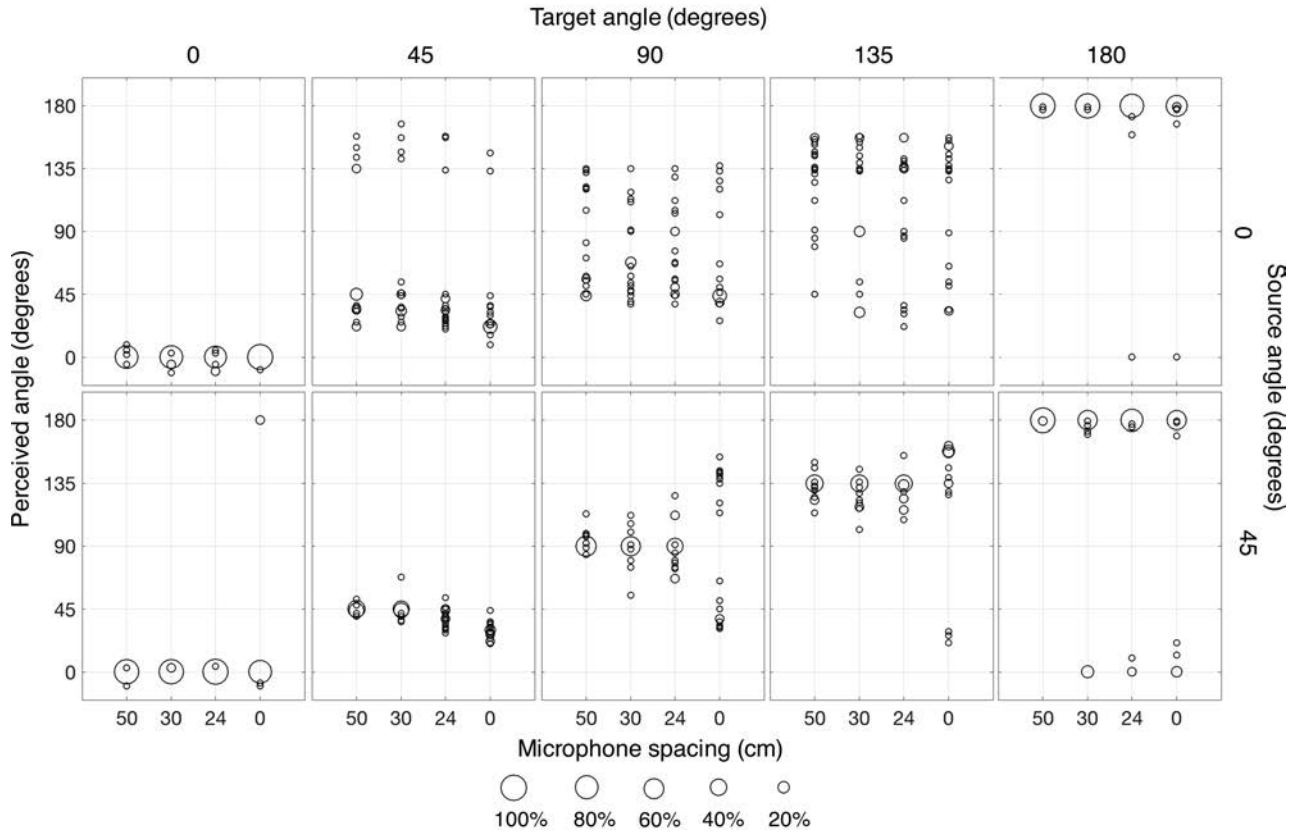 Target angle (degrees)
0 45 90 135 180
180
135
90
45
0
180
135
90
45
0
Perceived angle (degrees)
0
45
Source angle (degrees)
50 30 24 0 50 30 24 0 50 30 24 0 50 30 24 0 50 30 24 0
Microphone spacing (cm)
100% 80% 60% 40% 20%